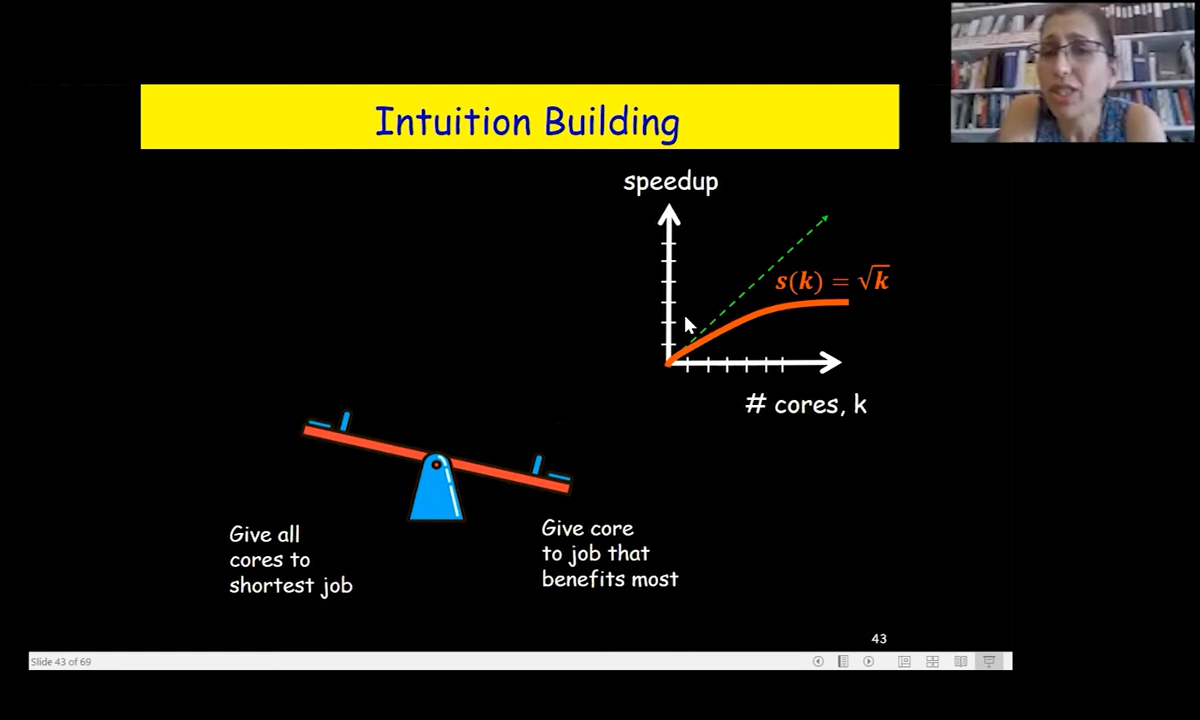 Intuition Building
speedup
s(k) = √k
# cores, k
Give all
cores to
shortest job
Give core
to job that
benefits most
43
Slide 43 of 69